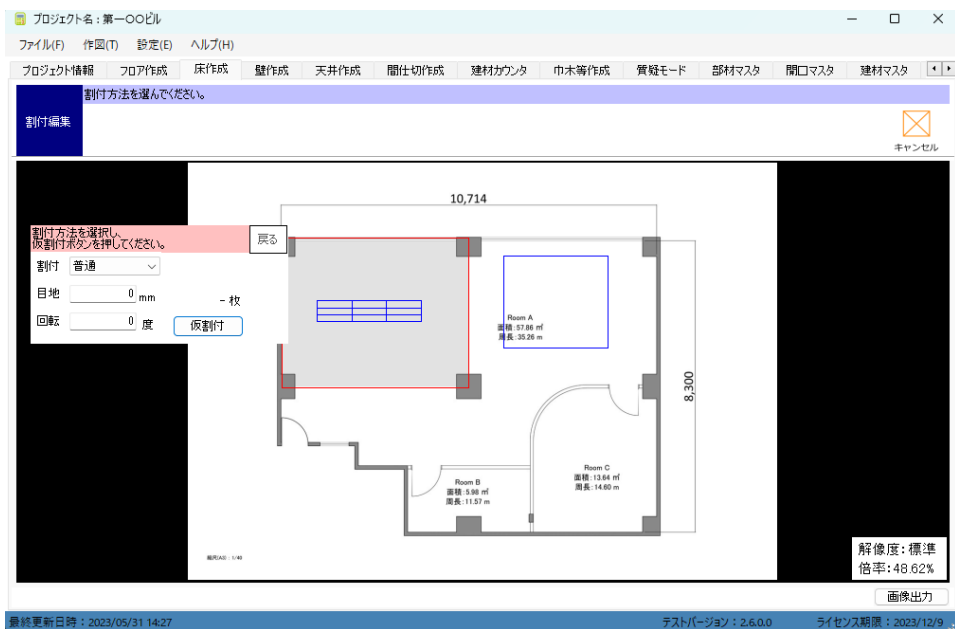 プロジェクト名：第一〇〇ビル
ファイル(F) 作図(T) 設定(E) ヘルプ(H)
プロジェクト情報 フロア作成 床作成 壁作成 天井作成 間仕切作成 建材カウンタ 巾木等作成 質疑モード 部材マスタ 開口マスタ 建材マスタ
割付方法を選んでください。
割付編集
キャンセル
10,714
割付方法を選択し、
仮割付ボタンを押してください。
戻る
割付 普通
目地 0 mm
- 枚
回転 0 度
仮割付
Room A
面積:57.86 ㎡
周長:35.26 m
8,300
Room B
面積:5.98 ㎡
周長:11.57 m
Room C
面積:13.64 ㎡
周長:14.60 m
縮尺(A3)：1/40
解像度:標準
倍率:48.62%
画像出力
最終更新日時：2023/05/31 14:27 テストバージョン：2.6.0.0 ライセンス期限：2023/12/9